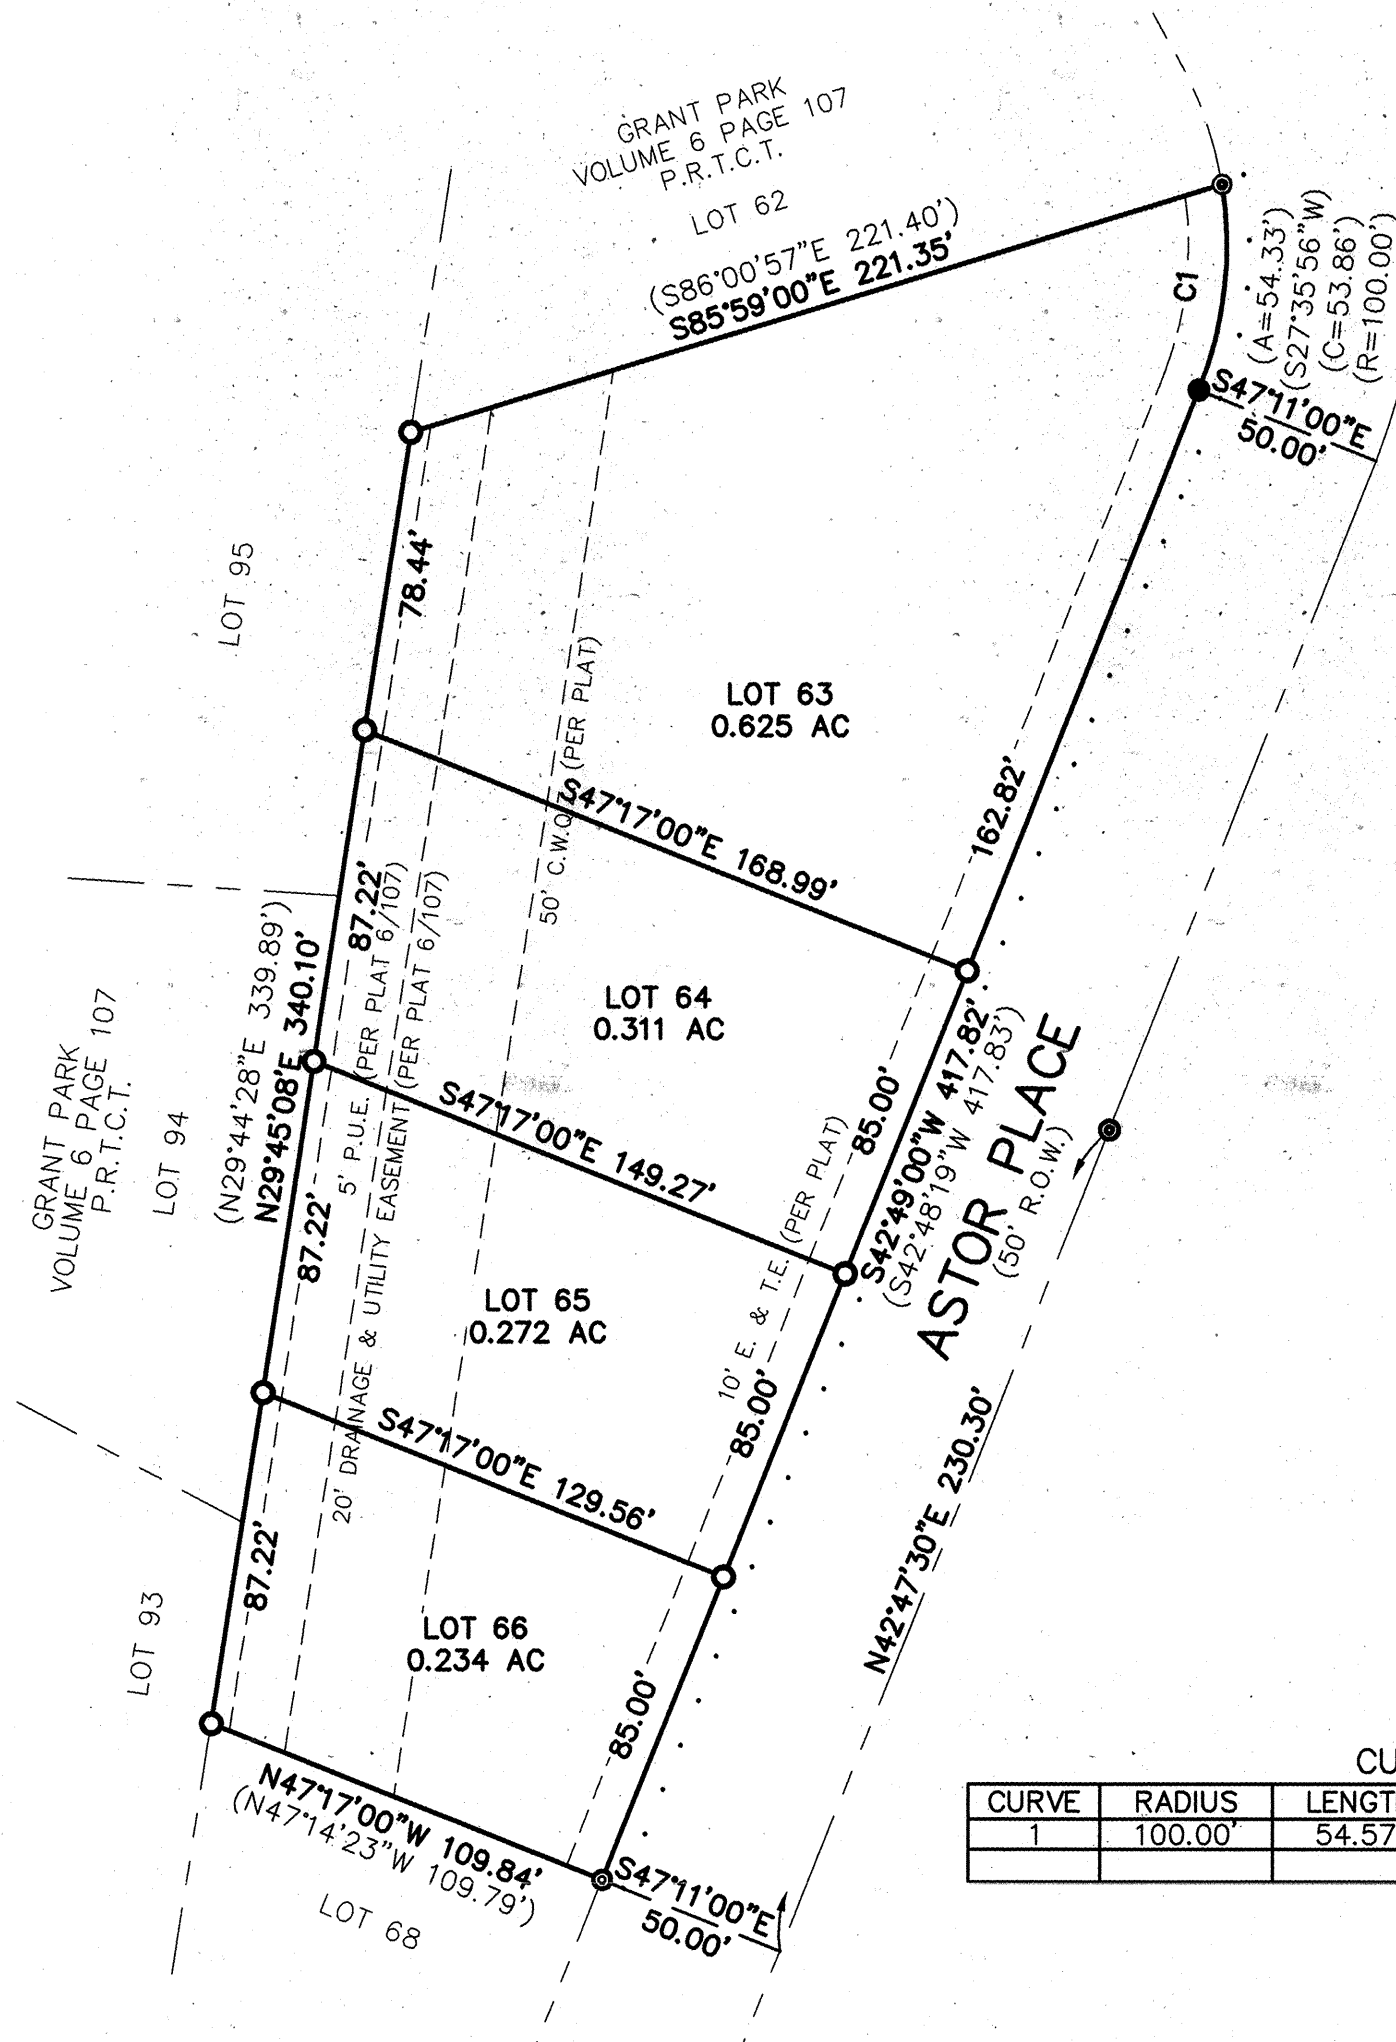 GRANT PARK
VOLUME 6 PAGE 107
P.R.T.C.T.
LOT 62
(S86°00'57"E 221.40')
S85°59'00"E 221.35'
C1
(A=54.33')
(S27°35'56"W)
(C=53.86')
(R=100.00')
S47°11'00"E
50.00'
LOT 95
78.44'
LOT 63
0.625 AC
50' C.W.Q.Z. (PER PLAT)
162.82'
S47°17'00"E 168.99'
87.22'
LOT 64
0.311 AC
GRANT PARK
VOLUME 6 PAGE 107
P.R.T.C.T.
LOT 94
(N29°44'28"E 339.89')
N29°45'08"E 340.10'
5' P.U.E. (PER PLAT 6/107)
20' DRAINAGE & UTILITY EASEMENT (PER PLAT 6/107)
85.00'
S42°49'00"W 417.82'
(S42°48'19"W 417.83')
ASTOR PLACE
(50' R.O.W.)
S47°17'00"E 149.27'
87.22'
LOT 65
0.272 AC
10' E. & T.E. (PER PLAT)
85.00'
S47°17'00"E 129.56'
N42°47'30"E 230.30'
87.22'
LOT 93
LOT 66
0.234 AC
85.00'
N47°17'00"W 109.84'
(N47°14'23"W 109.79')
LOT 68
S47°11'00"E
50.00'
CU
CURVE RADIUS LENGT
1 100.00' 54.57